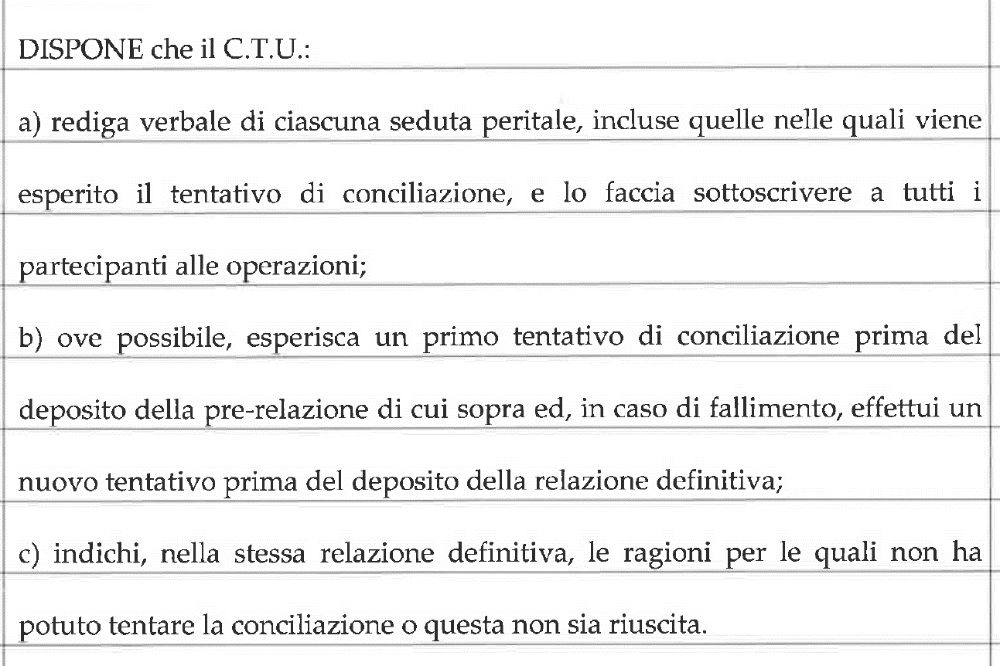 DISPONE che il C.T.U.:
a) rediga verbale di ciascuna seduta peritale, incluse quelle nelle quali viene
esperito il tentativo di conciliazione, e lo faccia sottoscrivere a tutti i
partecipanti alle operazioni;
b) ove possibile, esperisca un primo tentativo di conciliazione prima del
deposito della pre-relazione di cui sopra ed, in caso di fallimento, effettui un
nuovo tentativo prima del deposito della relazione definitiva;
c) indichi, nella stessa relazione definitiva, le ragioni per le quali non ha
potuto tentare la conciliazione o questa non sia riuscita.